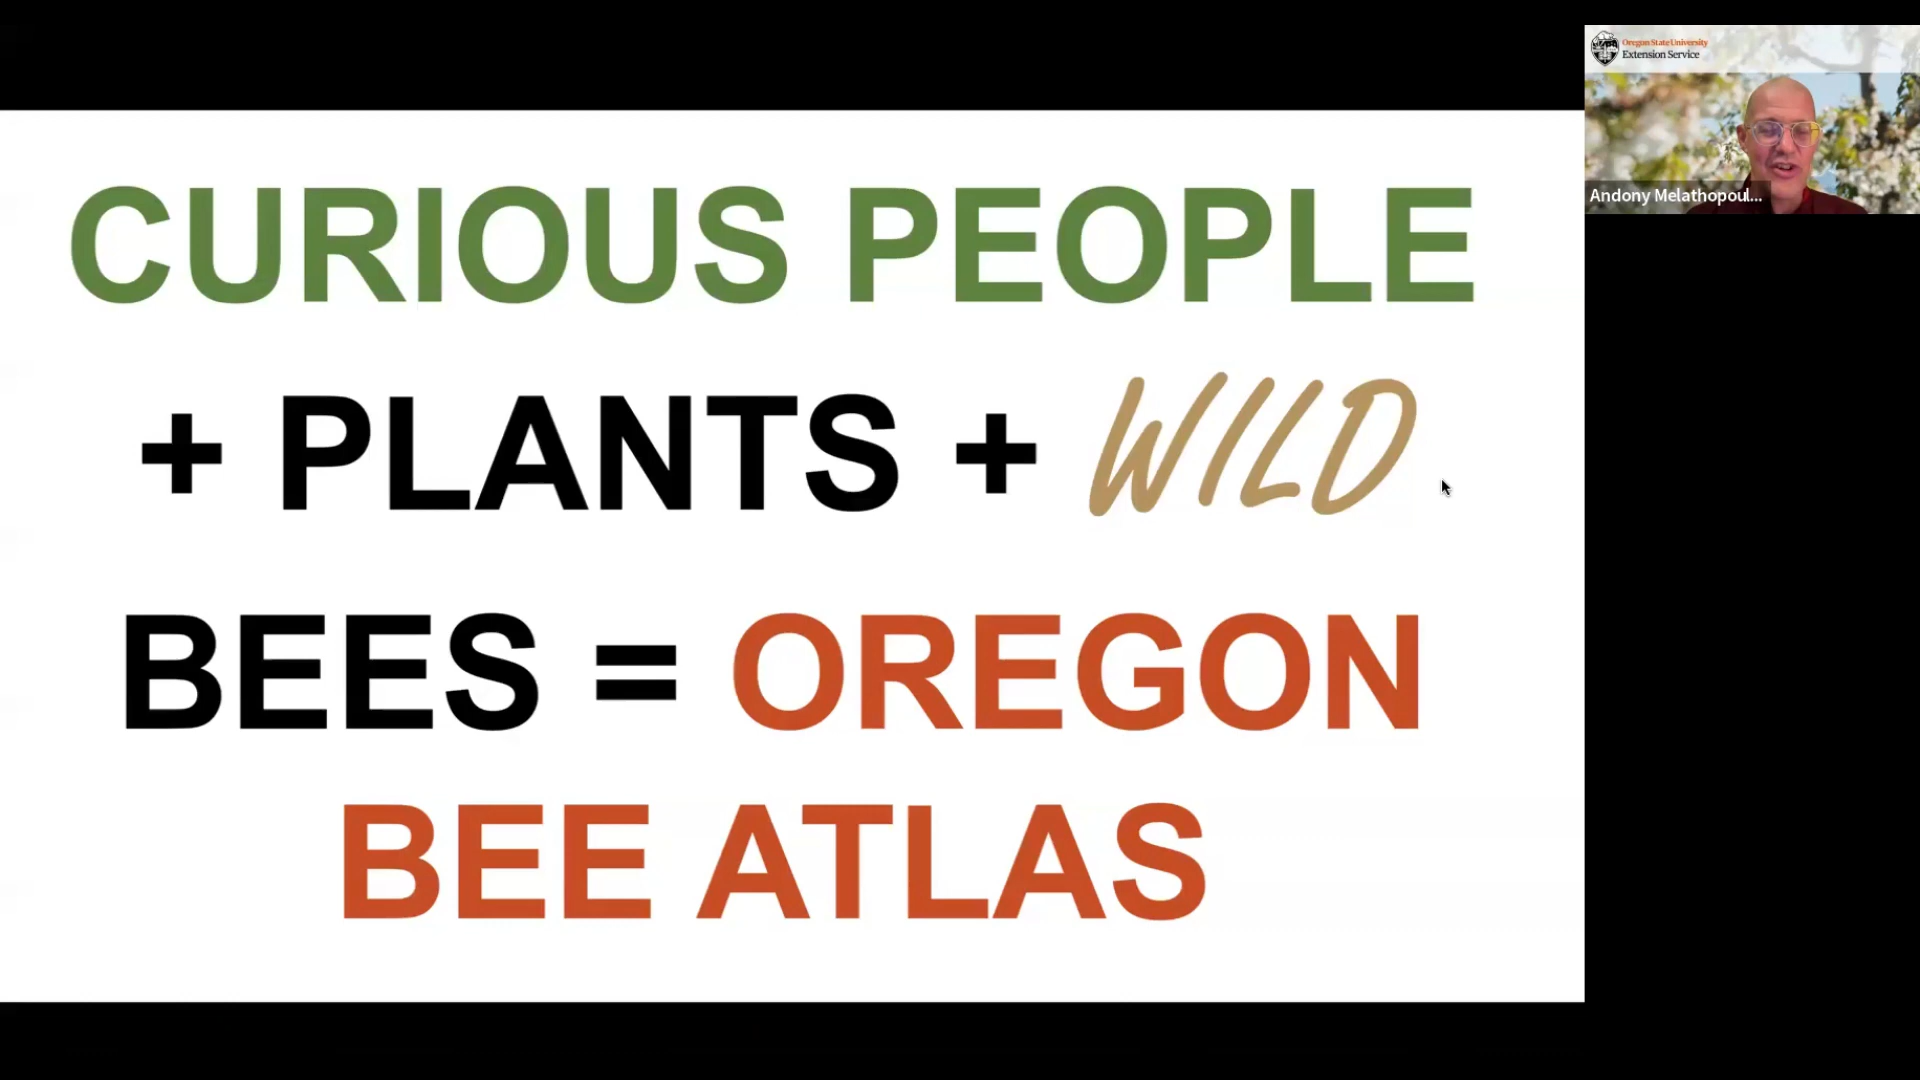 CURIOUS PEOPLE
+ PLANTS + WILD
BEES = OREGON
BEE ATLAS
Oregon State University
Extension Service
Andony Melathopoul...